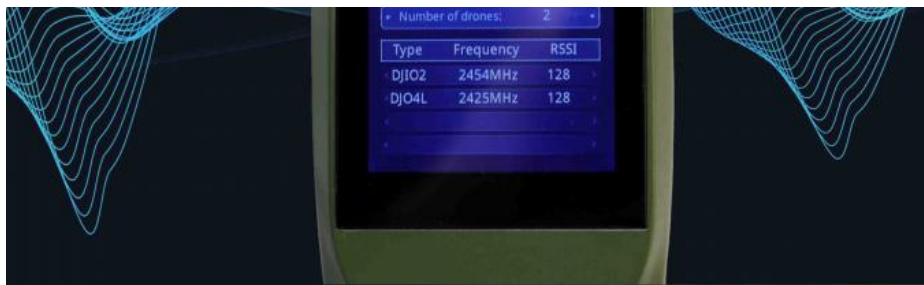 Number of drones: 2
Type Frequency RSSI
DJIO2 2454MHz 128
DJO4L 2425MHz 128